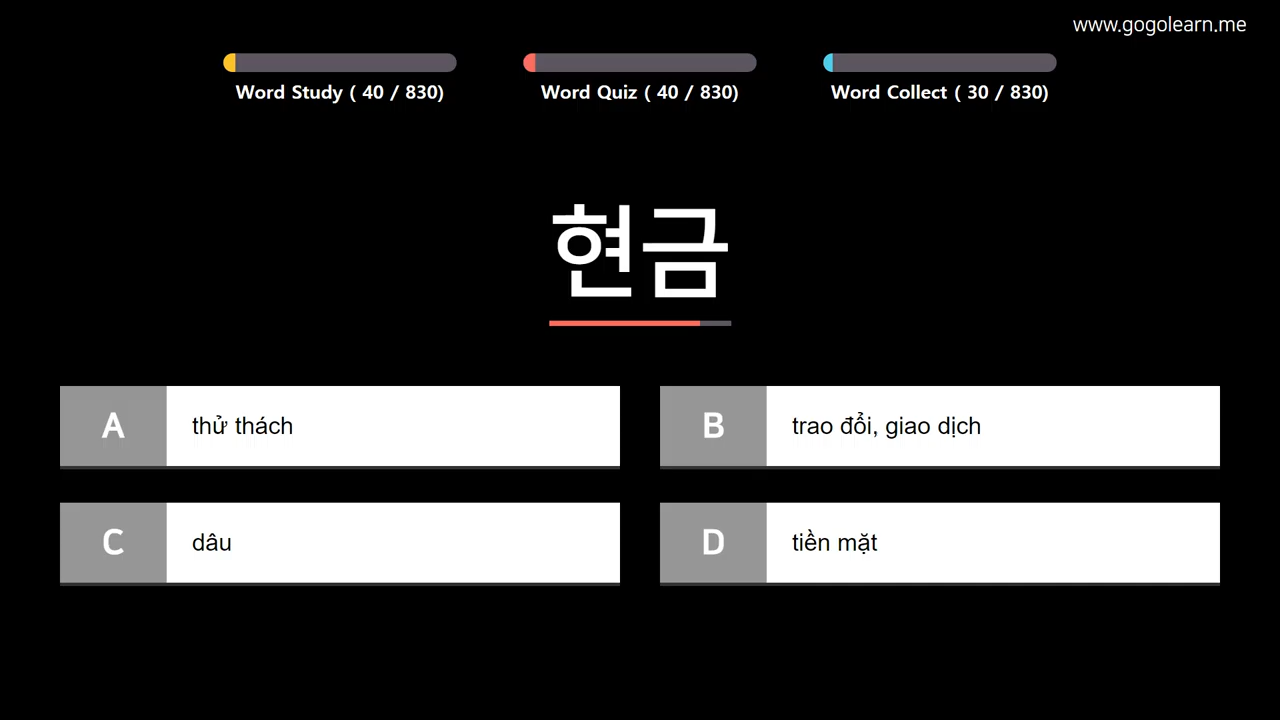 www.gogolearn.me
Word Study ( 40 / 830)
Word Quiz ( 40 / 830)
Word Collect ( 30 / 830)
현금
A
thử thách
B
trao đổi, giao dịch
C
dâu
D
tiền mặt